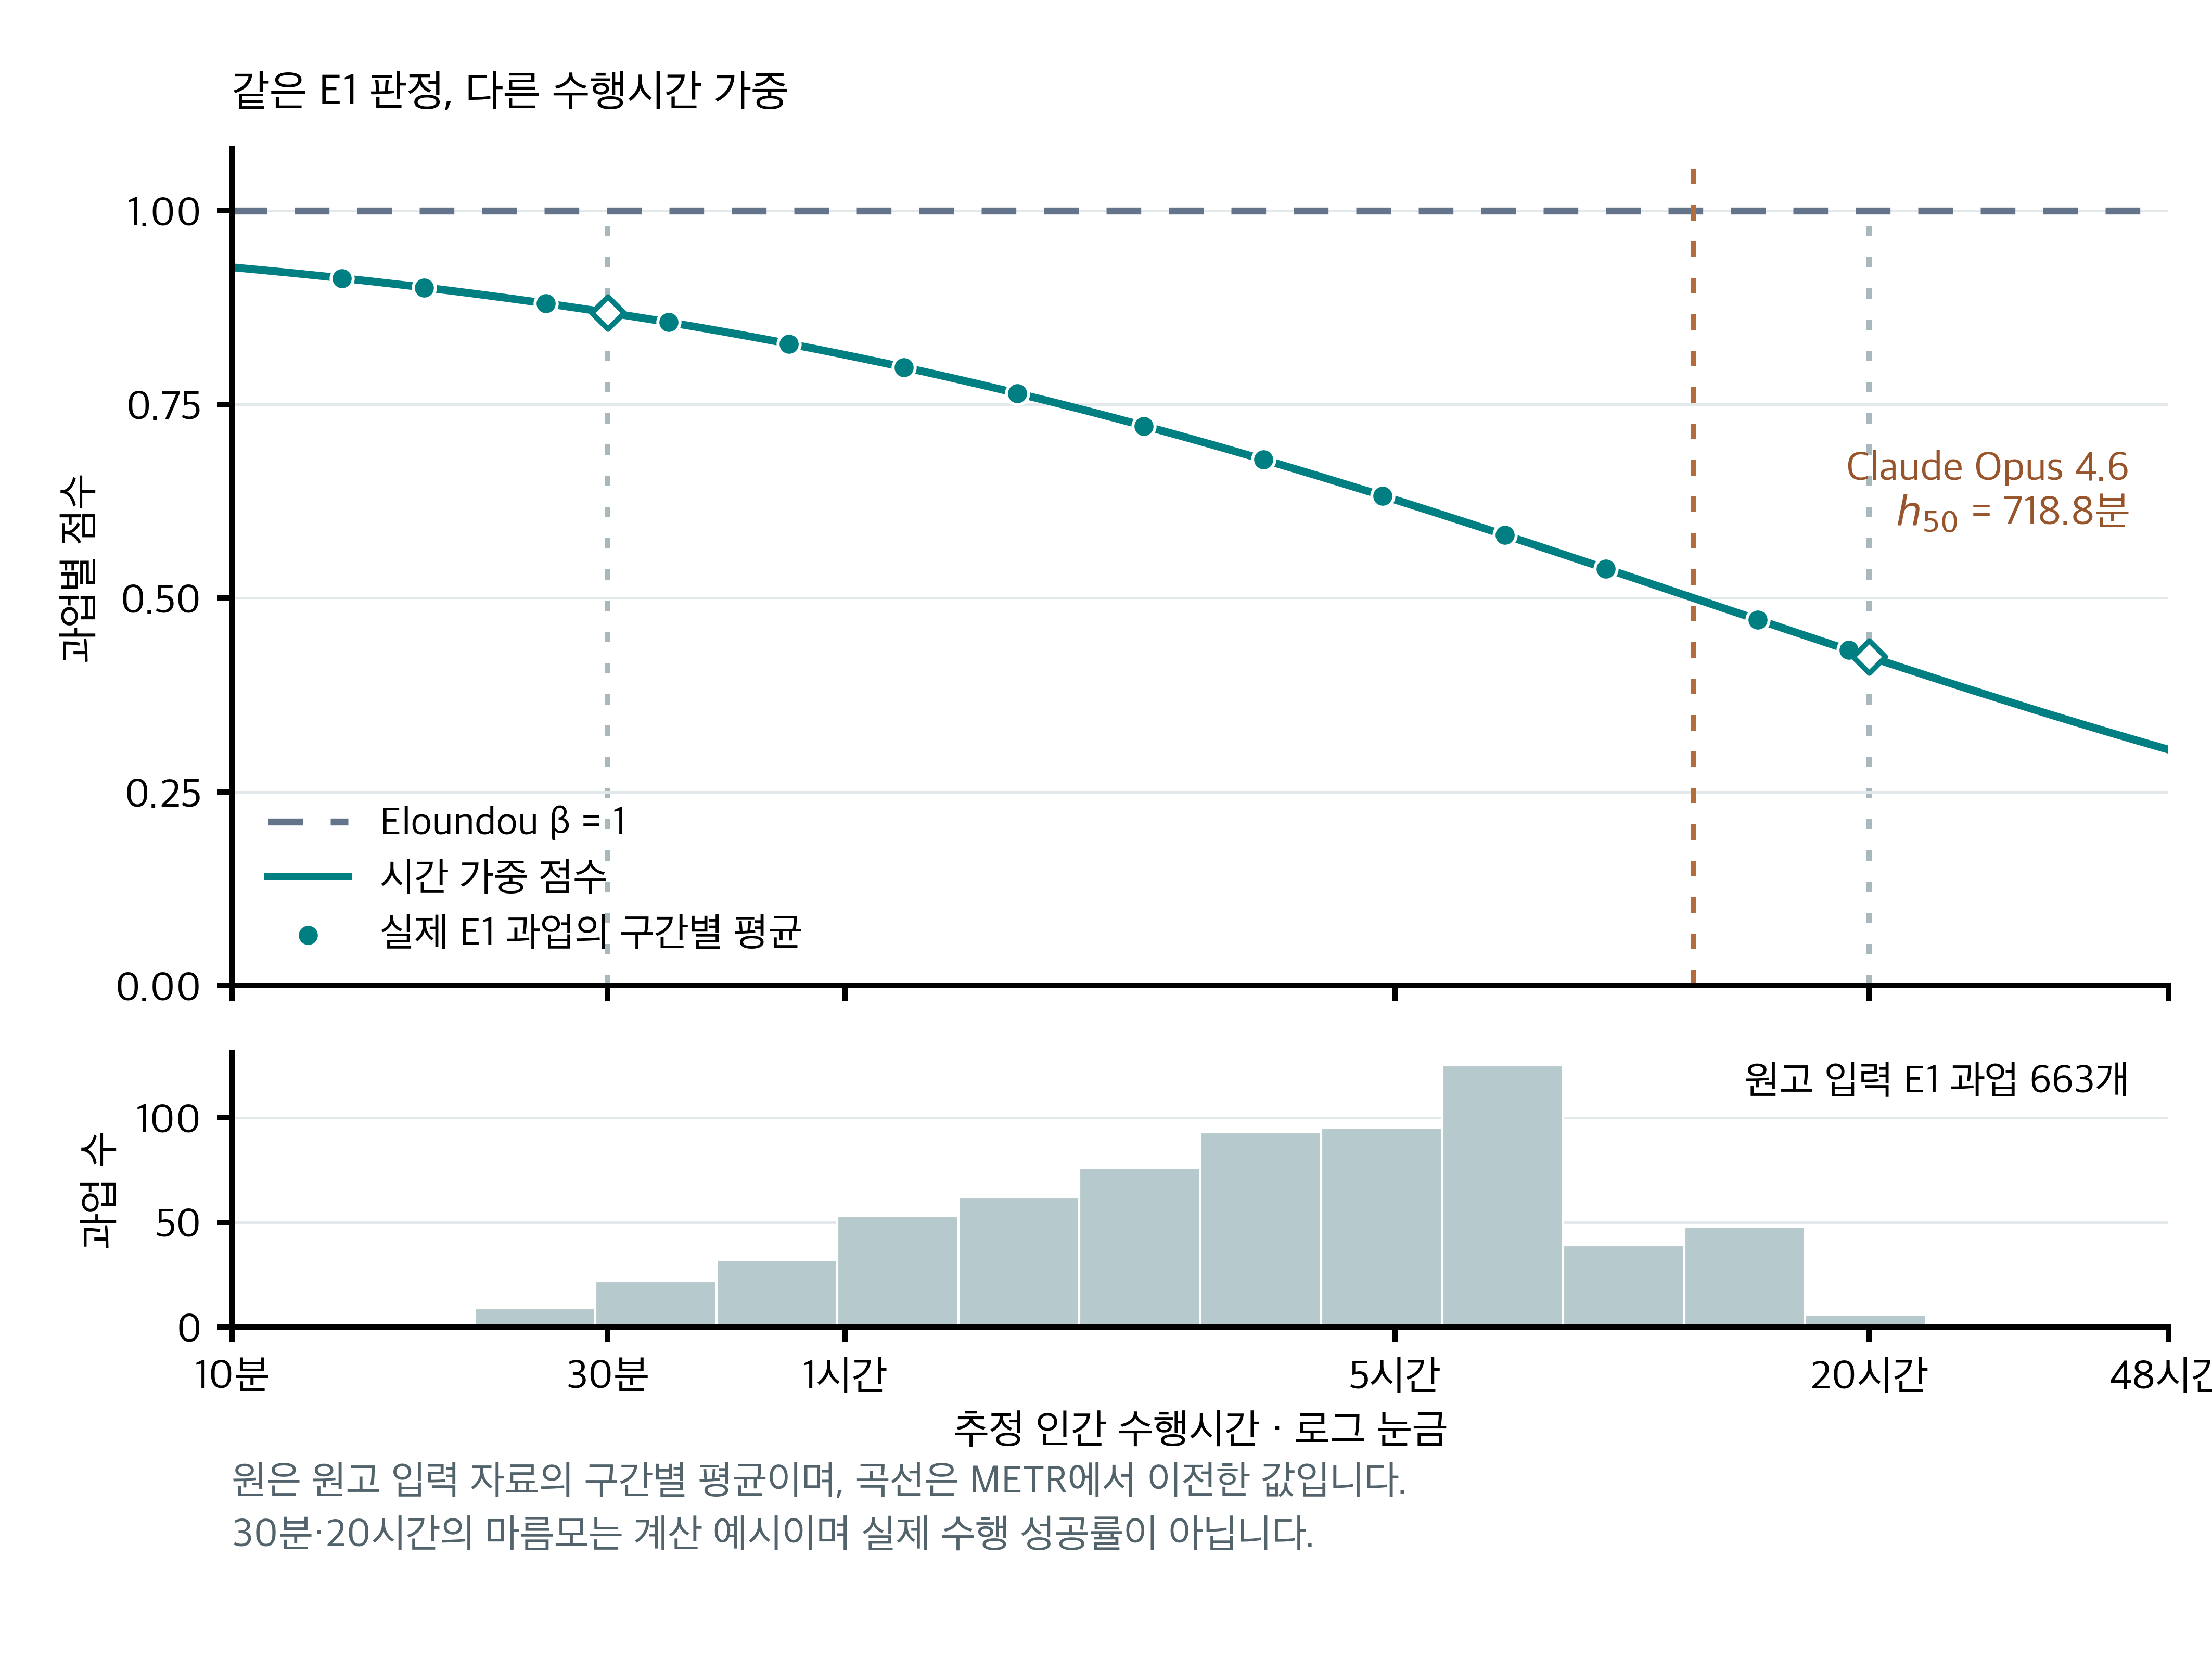 같은 E1 판정, 다른 수행시간 가중
1.00
0.75
0.50
0.25
0.00
과업별 점수
Claude Opus 4.6
h50 = 718.8분
Eloundou β = 1
시간 가중 점수
실제 E1 과업의 구간별 평균
원고 입력 E1 과업 663개
100
50
0
과업 수
10분 30분 1시간 5시간 20시간 48시간
추정 인간 수행시간 · 로그 눈금
원은 원고 입력 자료의 구간별 평균이며, 곡선은 METR에서 이전한 값입니다.
30분·20시간의 마름모는 계산 예시이며 실제 수행 성공률이 아닙니다.